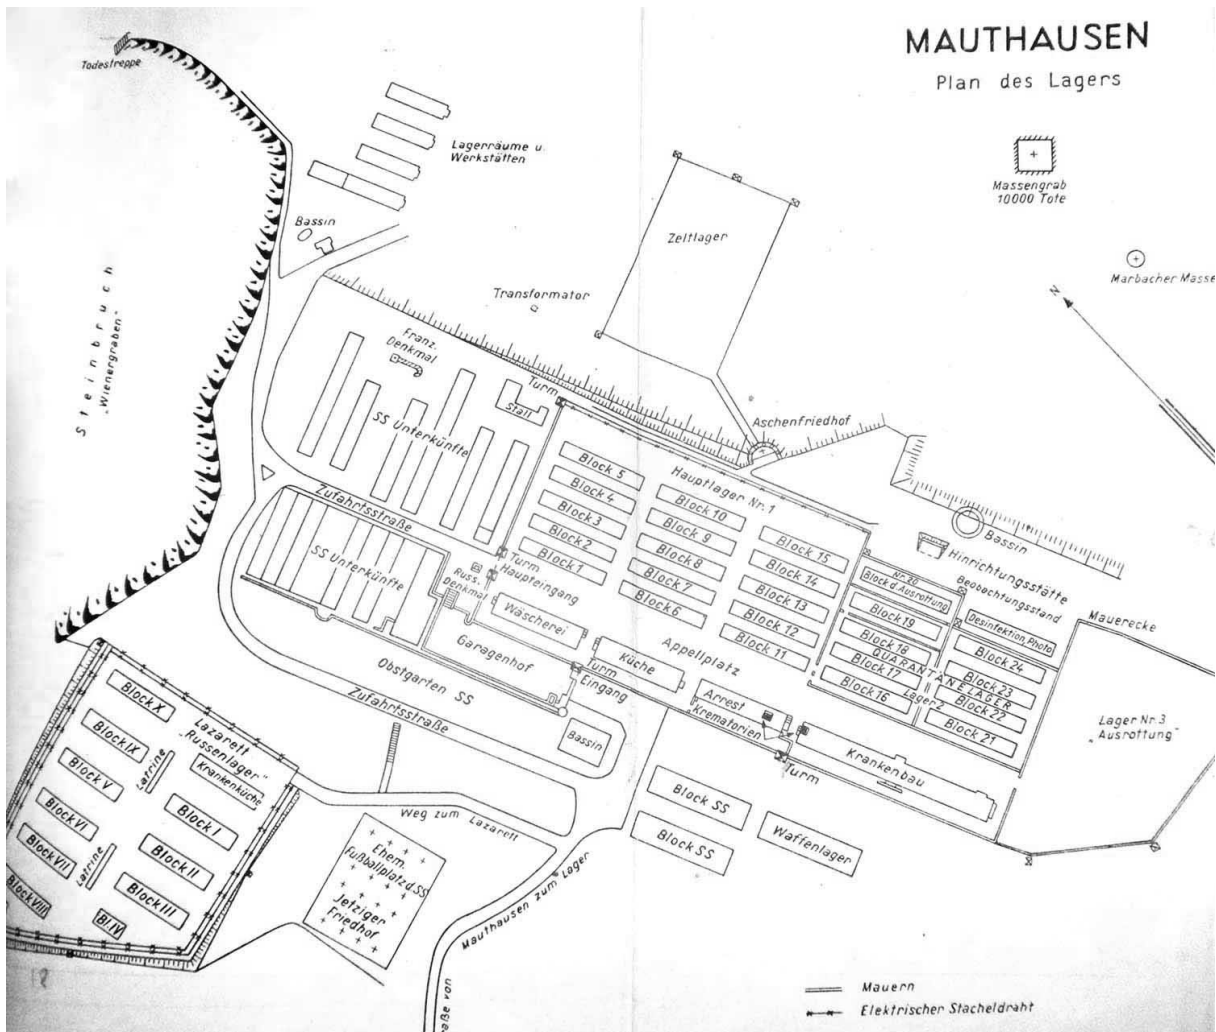 MAUTHAUSEN
Plan des Lagers
Todestreppe
Lagerräume u.
Werkstätten
Massengrab
10000 Tote
Bassin
Zeltlager
Marbacher Masse
N
Steinbruch
"Wienergraben"
Transformator
Franz.
Denkmal
Turm
Stall
SS Unterkünfte
Aschenfriedhof
Hauptlager Nr.1
Block 5
Block 4
Block 3
Block 2
Block 1
Block 10
Block 9
Block 8
Block 7
Block 6
Block 15
Block 14
Block 13
Block 12
Block 11
Zufahrtsstraße
SS Unterkünfte
Turm
Haupteingang
Russ.
Denkmal
Wäscherei
Garagenhof
Küche
Appellplatz
Turm
Eingang
Obstgarten SS
Zufahrtsstraße
Bassin
Bassin
Hinrichtungsstätte
Beobachtungsstand
Nr. 20
Block d. Ausrottung
Block 19
Block 18
Block 17
Block 16
QUARANTÄNELAGER
Lager 2
Desinfektion, Photo
Block 24
Block 23
Block 22
Block 21
Mauerecke
Lager Nr. 3
"Ausrottung"
Arrest
Krematorien
Krankenbau
Turm
Block SS
Block SS
Waffenlager
Lazarett
"Russenlager"
Krankenküche
Block X
Block IX
Block V
Block VI
Block VII
Block VIII
Latrine
Latrine
Block I
Block II
Block III
Bl. IV
Weg zum Lazarett
Ehem.
Fußballplatz d. SS
Jetziger
Friedhof
Mauthausen zum Lager
aße von
Mauern
Elektrischer Stacheldraht